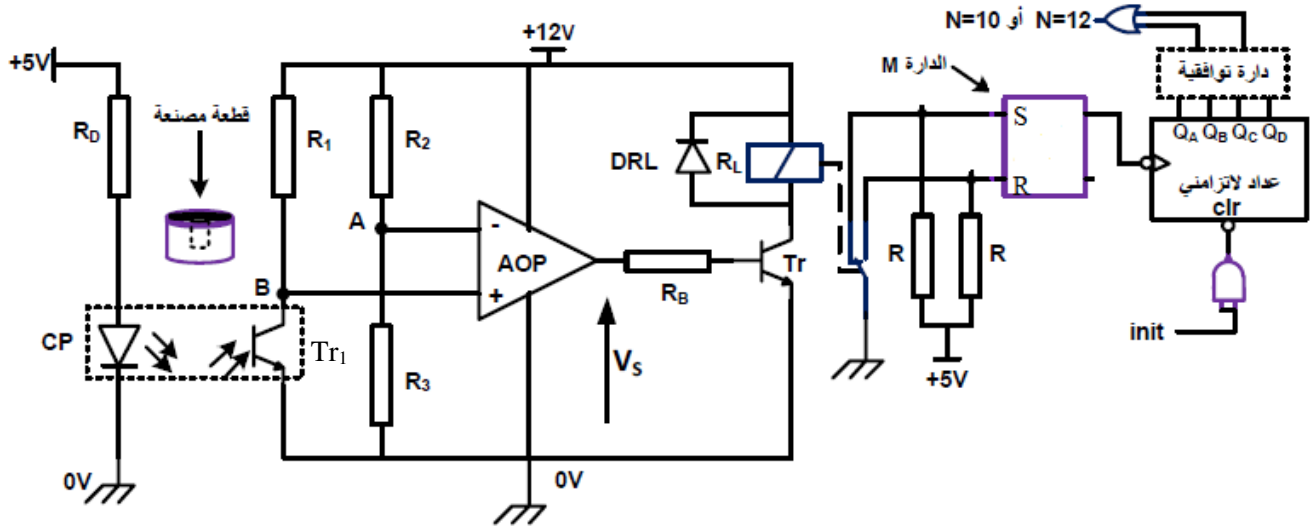 N=10 أو N=12
+12V
+5V
الدارة M
دارة توافقية
قطعة مصنعة
RD
R1
R2
DRL
RL
S
QA QB QC QD
عداد لاتزامني
clr
R
A
-
AOP
Tr
R
R
B
+
RB
init
CP
Tr1
VS
+5V
R3
0V
0V